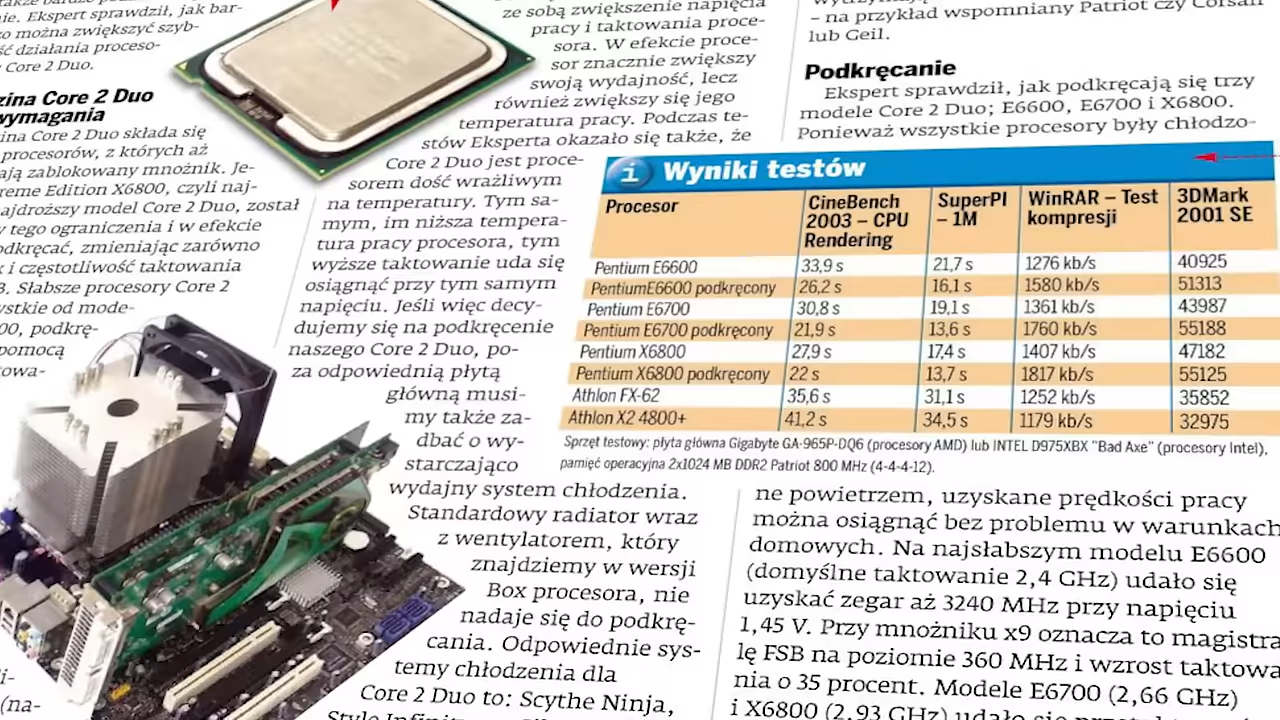 nie. Ekspert sprawdził, jak bar-
można zwiększyć szyb-
działania proceso-
Core 2 Duo.
Core 2 Duo
Core 2 Duo składa się
procesorów, z których aż
zablokowany mnożnik. Je-
Edition X6800, czyli naj-
model Core 2 Duo, został
tego ograniczenia i w efekcie
zmieniając zarówno
i częstotliwość taktowania
Słabsze procesory Core 2
od mode-
podkrę-
ze sobą zwiększenie napięcia
pracy i taktowania proce-
sora. W efekcie proce-
sor znacznie zwiększy
swoją wydajność, lecz
również zwiększy się jego
temperatura pracy. Podczas te-
stów Eksperta okazało się także, że
Core 2 Duo jest proce-
sorem dość wrażliwym
na temperatury. Tym sa-
mym, im niższa tempera-
tura pracy procesora, tym
wyższe taktowanie uda się
osiągnąć przy tym samym
napięciu. Jeśli więc decy-
dujemy się na podkręcenie
naszego Core 2 Duo, po-
za odpowiednią płytą
główną musi-
my także za-
dbać o wy-
starczająco
wydajny system chłodzenia.
Standardowy radiator wraz
z wentylatorem, który
znajdziemy w wersji
Box procesora, nie
nadaje się do podkrę-
cania. Odpowiednie sys-
temy chłodzenia dla
Core 2 Duo to: Scythe Ninja,
– na przykład wspomniany Patriot czy Corsair
lub Geil.
Podkręcanie
Ekspert sprawdził, jak podkręcają się trzy
modele Core 2 Duo; E6600, E6700 i X6800.
Ponieważ wszystkie procesory były chłodzo-
i Wyniki testów
Procesor CineBench 2003 – CPU Rendering SuperPI – 1M WinRAR – Test kompresji 3DMark 2001 SE
Pentium E6600 33,9 s 21,7 s 1276 kb/s 40925
PentiumE6600 podkręcony 26,2 s 16,1 s 1580 kb/s 51313
Pentium E6700 30,8 s 19,1 s 1361 kb/s 43987
Pentium E6700 podkręcony 21,9 s 13,6 s 1760 kb/s 55188
Pentium X6800 27,9 s 17,4 s 1407 kb/s 47182
Pentium X6800 podkręcony 22 s 13,7 s 1817 kb/s 55125
Athlon FX-62 35,6 s 31,1 s 1252 kb/s 35852
Athlon X2 4800+ 41,2 s 34,5 s 1179 kb/s 32975
Sprzęt testowy: płyta główna Gigabyte GA-965P-DQ6 (procesory AMD) lub INTEL D975XBX "Bad Axe" (procesory Intel),
pamięć operacyjna 2x1024 MB DDR2 Patriot 800 MHz (4-4-4-12).
ne powietrzem, uzyskane prędkości pracy
można osiągnąć bez problemu w warunkach
domowych. Na najsłabszym modelu E6600
(domyślne taktowanie 2,4 GHz) udało się
uzyskać zegar aż 3240 MHz przy napięciu
1,45 V. Przy mnożniku x9 oznacza to magistra-
lę FSB na poziomie 360 MHz i wzrost taktowa-
nia o 35 procent. Modele E6700 (2,66 GHz)
i X6800 (2,93 GHz) udało się